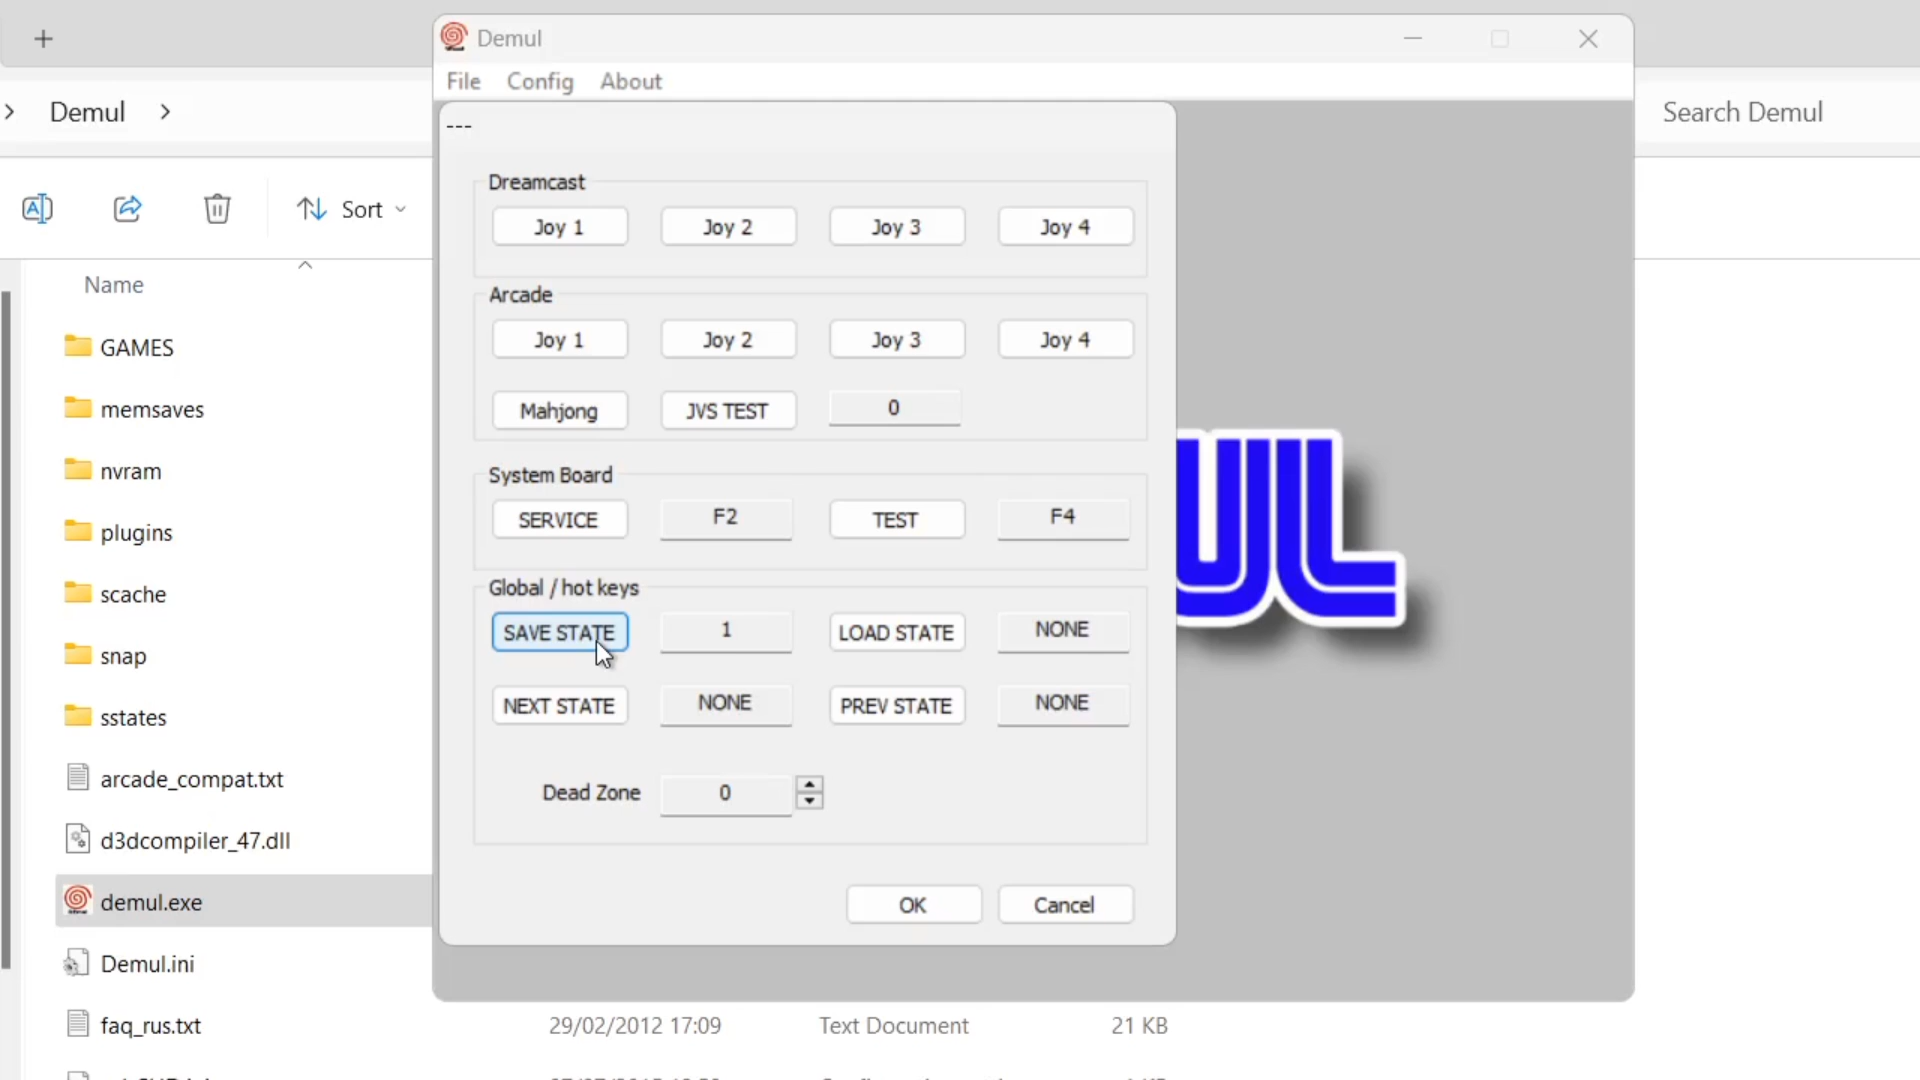 Demul
File Config About
Demul
Search Demul
Sort
Name
GAMES
memsaves
nvram
plugins
scache
snap
sstates
arcade_compat.txt
d3dcompiler_47.dll
demul.exe
Demul.ini
faq_rus.txt 29/02/2012 17:09 Text Document 21 KB
---
Dreamcast
Joy 1 Joy 2 Joy 3 Joy 4
Arcade
Joy 1 Joy 2 Joy 3 Joy 4
Mahjong JVS TEST 0
System Board
SERVICE F2 TEST F4
Global / hot keys
SAVE STATE 1 LOAD STATE NONE
NEXT STATE NONE PREV STATE NONE
Dead Zone 0
OK Cancel
UL